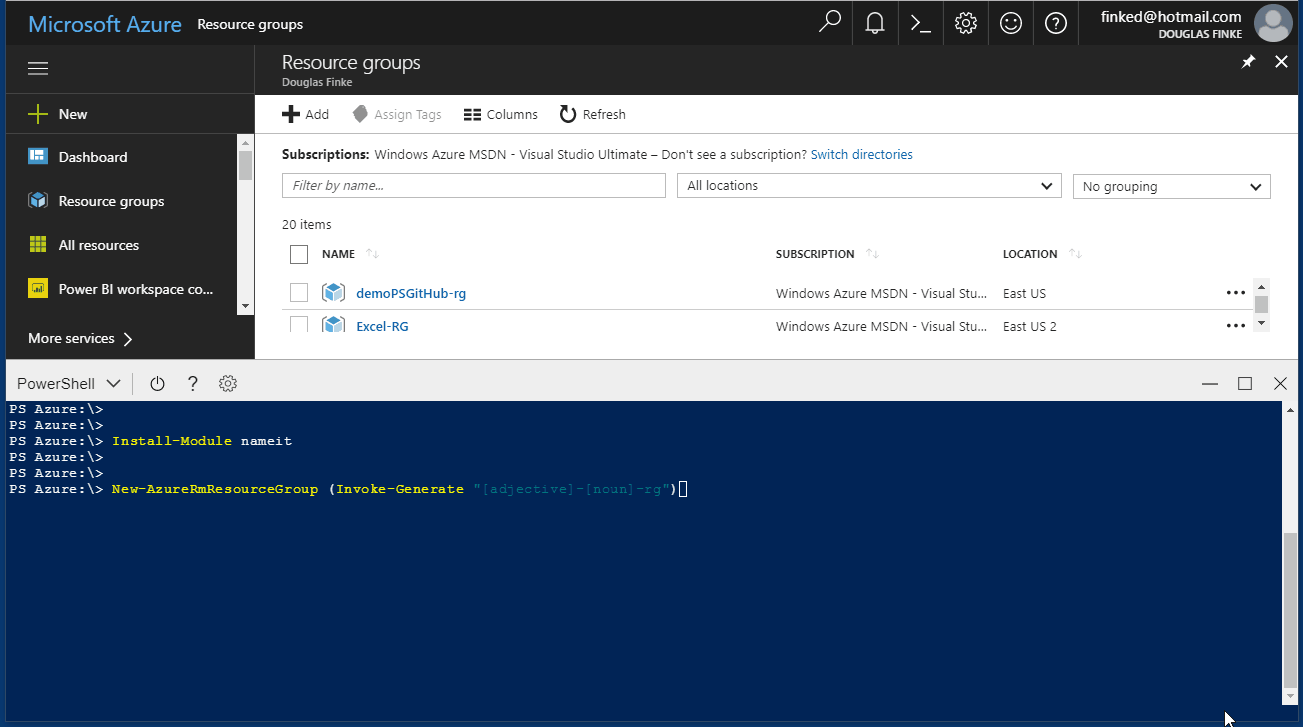 Microsoft Azure Resource groups
finked@hotmail.com
DOUGLAS FINKE
Resource groups
Douglas Finke
New
Dashboard
Resource groups
All resources
Power BI workspace co...
More services
Add Assign Tags Columns Refresh
Subscriptions: Windows Azure MSDN - Visual Studio Ultimate – Don't see a subscription? Switch directories
Filter by name... All locations No grouping
20 items
NAME SUBSCRIPTION LOCATION
demoPSGitHub-rg Windows Azure MSDN - Visual Stu... East US
Excel-RG Windows Azure MSDN - Visual Stu... East US 2
PowerShell ?
PS Azure:\>
PS Azure:\>
PS Azure:\> Install-Module nameit
PS Azure:\>
PS Azure:\>
PS Azure:\> New-AzureRmResourceGroup (Invoke-Generate "[adjective]-[noun]-rg")